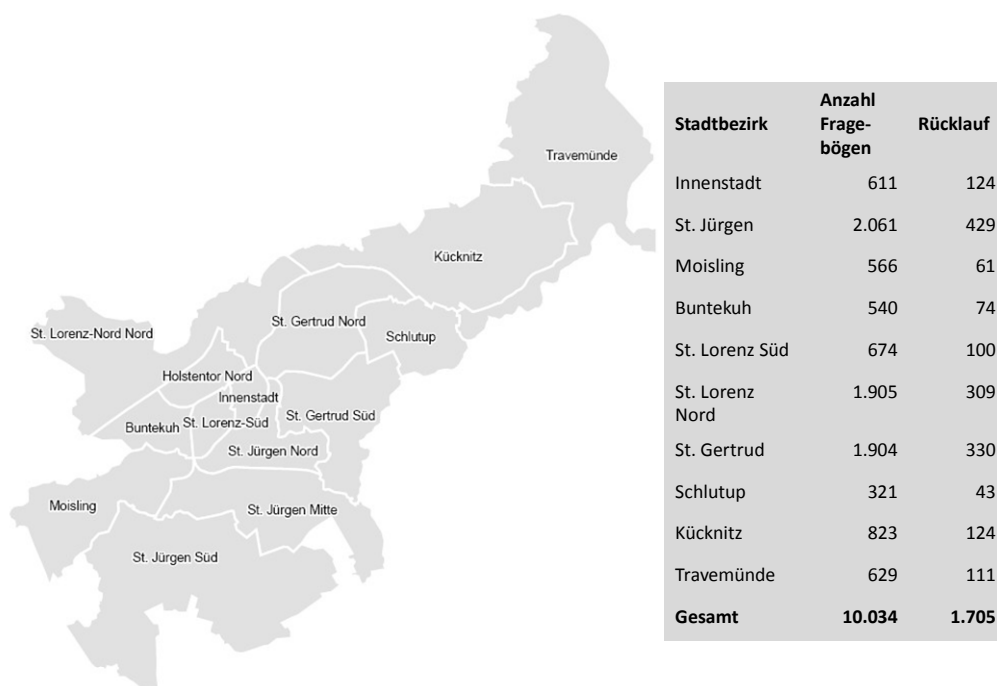 Travemünde
Kücknitz
St. Gertrud Nord
St. Lorenz-Nord Nord
Schlutup
Holstentor Nord
Innenstadt
St. Gertrud Süd
Buntekuh
St. Lorenz-Süd
St. Jürgen Nord
Moisling
St. Jürgen Mitte
St. Jürgen Süd
Stadtbezirk
Anzahl
Frage-
bögen
Rücklauf
Innenstadt 611 124
St. Jürgen 2.061 429
Moisling 566 61
Buntekuh 540 74
St. Lorenz Süd 674 100
St. Lorenz 1.905 309
Nord
St. Gertrud 1.904 330
Schlutup 321 43
Kücknitz 823 124
Travemünde 629 111
Gesamt 10.034 1.705